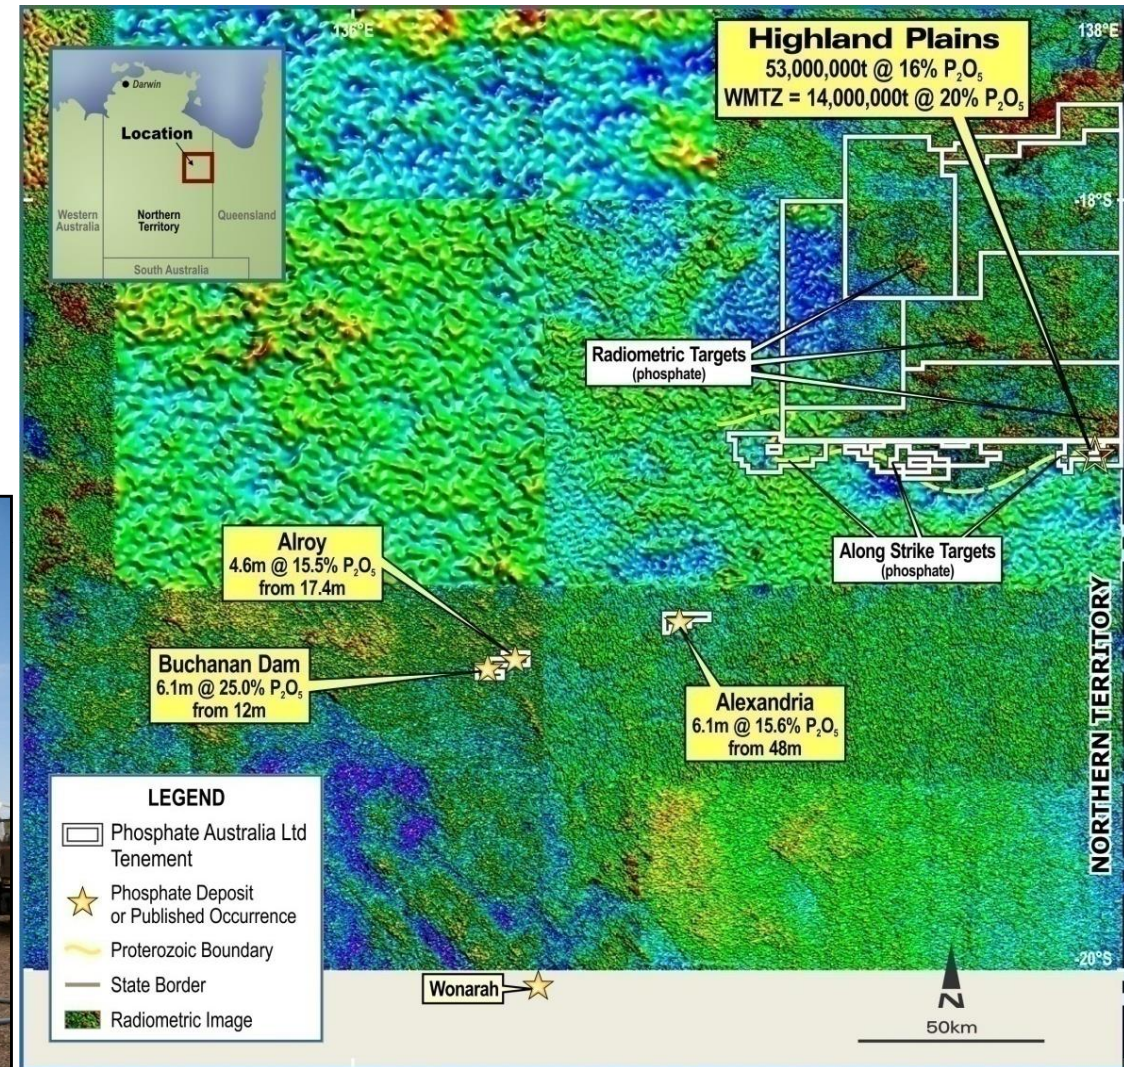 136°E
138°E
Highland Plains
53,000,000t @ 16% P₂O₅
WMTZ = 14,000,000t @ 20% P₂O₅
Darwin
Location
Western
Australia
Northern
Territory
Queensland
South Australia
-18°S
Radiometric Targets
(phosphate)
Along Strike Targets
(phosphate)
Alroy
4.6m @ 15.5% P₂O₅
from 17.4m
Buchanan Dam
6.1m @ 25.0% P₂O₅
from 12m
Alexandria
6.1m @ 15.6% P₂O₅
from 48m
NORTHERN TERRITORY
LEGEND
Phosphate Australia Ltd
Tenement
Phosphate Deposit
or Published Occurrence
Proterozoic Boundary
State Border
Radiometric Image
-20°S
Wonarah
N
50km